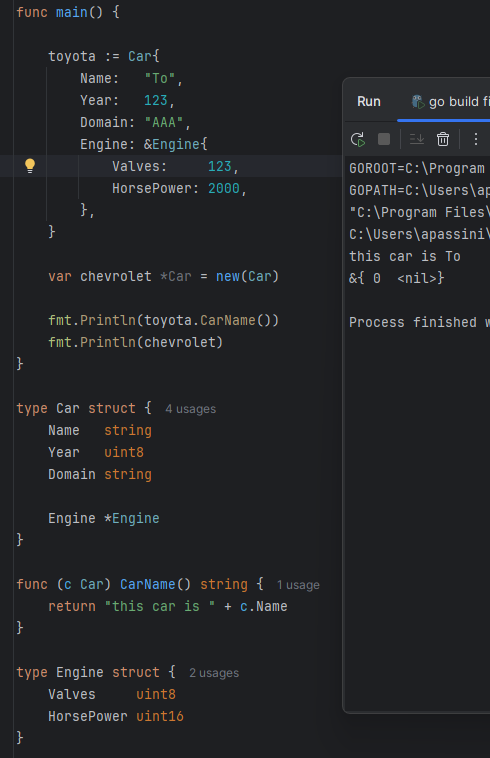 func main() {
toyota := Car{
Name:   "To",
Year:   123,
Domain: "AAA",
Engine: &Engine{
Valves:     123,
HorsePower: 2000,
},
}
var chevrolet *Car = new(Car)
fmt.Println(toyota.CarName())
fmt.Println(chevrolet)
}
type Car struct {  4 usages
Name   string
Year   uint8
Domain string
Engine *Engine
}
func (c Car) CarName() string {  1 usage
return "this car is " + c.Name
}
type Engine struct {  2 usages
Valves     uint8
HorsePower uint16
}
Run  go build fi
GOROOT=C:\Program
GOPATH=C:\Users\ap
"C:\Program Files\
C:\Users\apassini\
this car is To
&{ 0  <nil>}
Process finished w